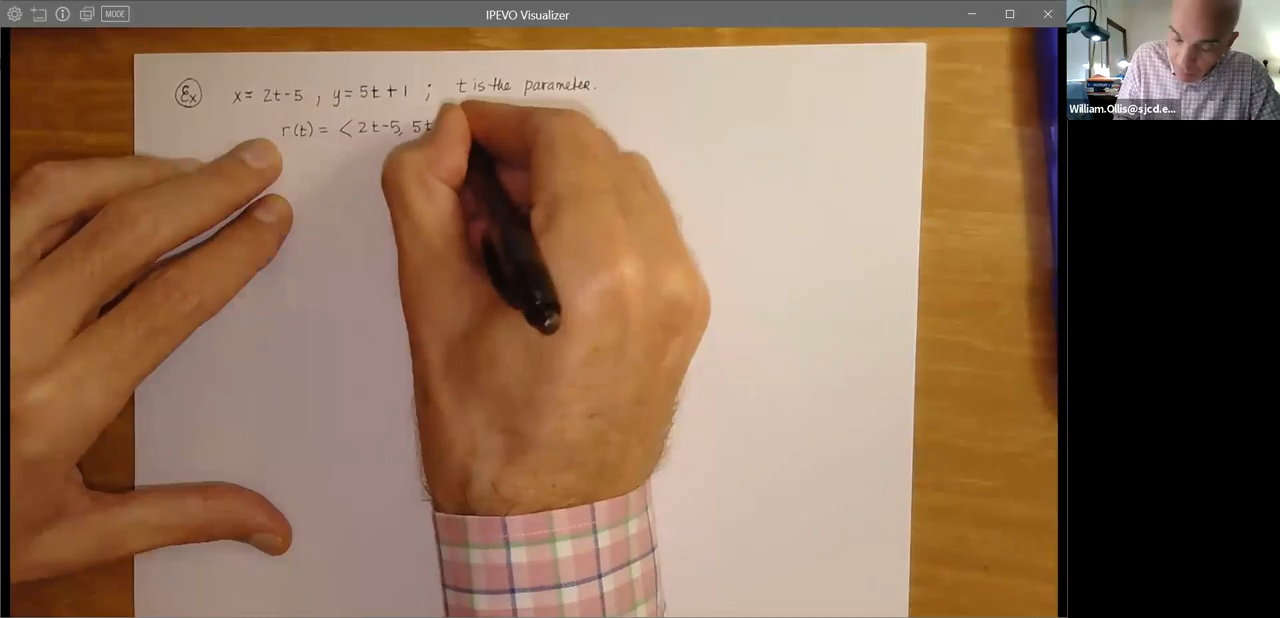 IPEVO Visualizer
MODE
Ex x = 2t-5 , y = 5t+1 ; t is the parameter.
r(t) = < 2t-5, 5t
William.Ollis@sjcd.e...